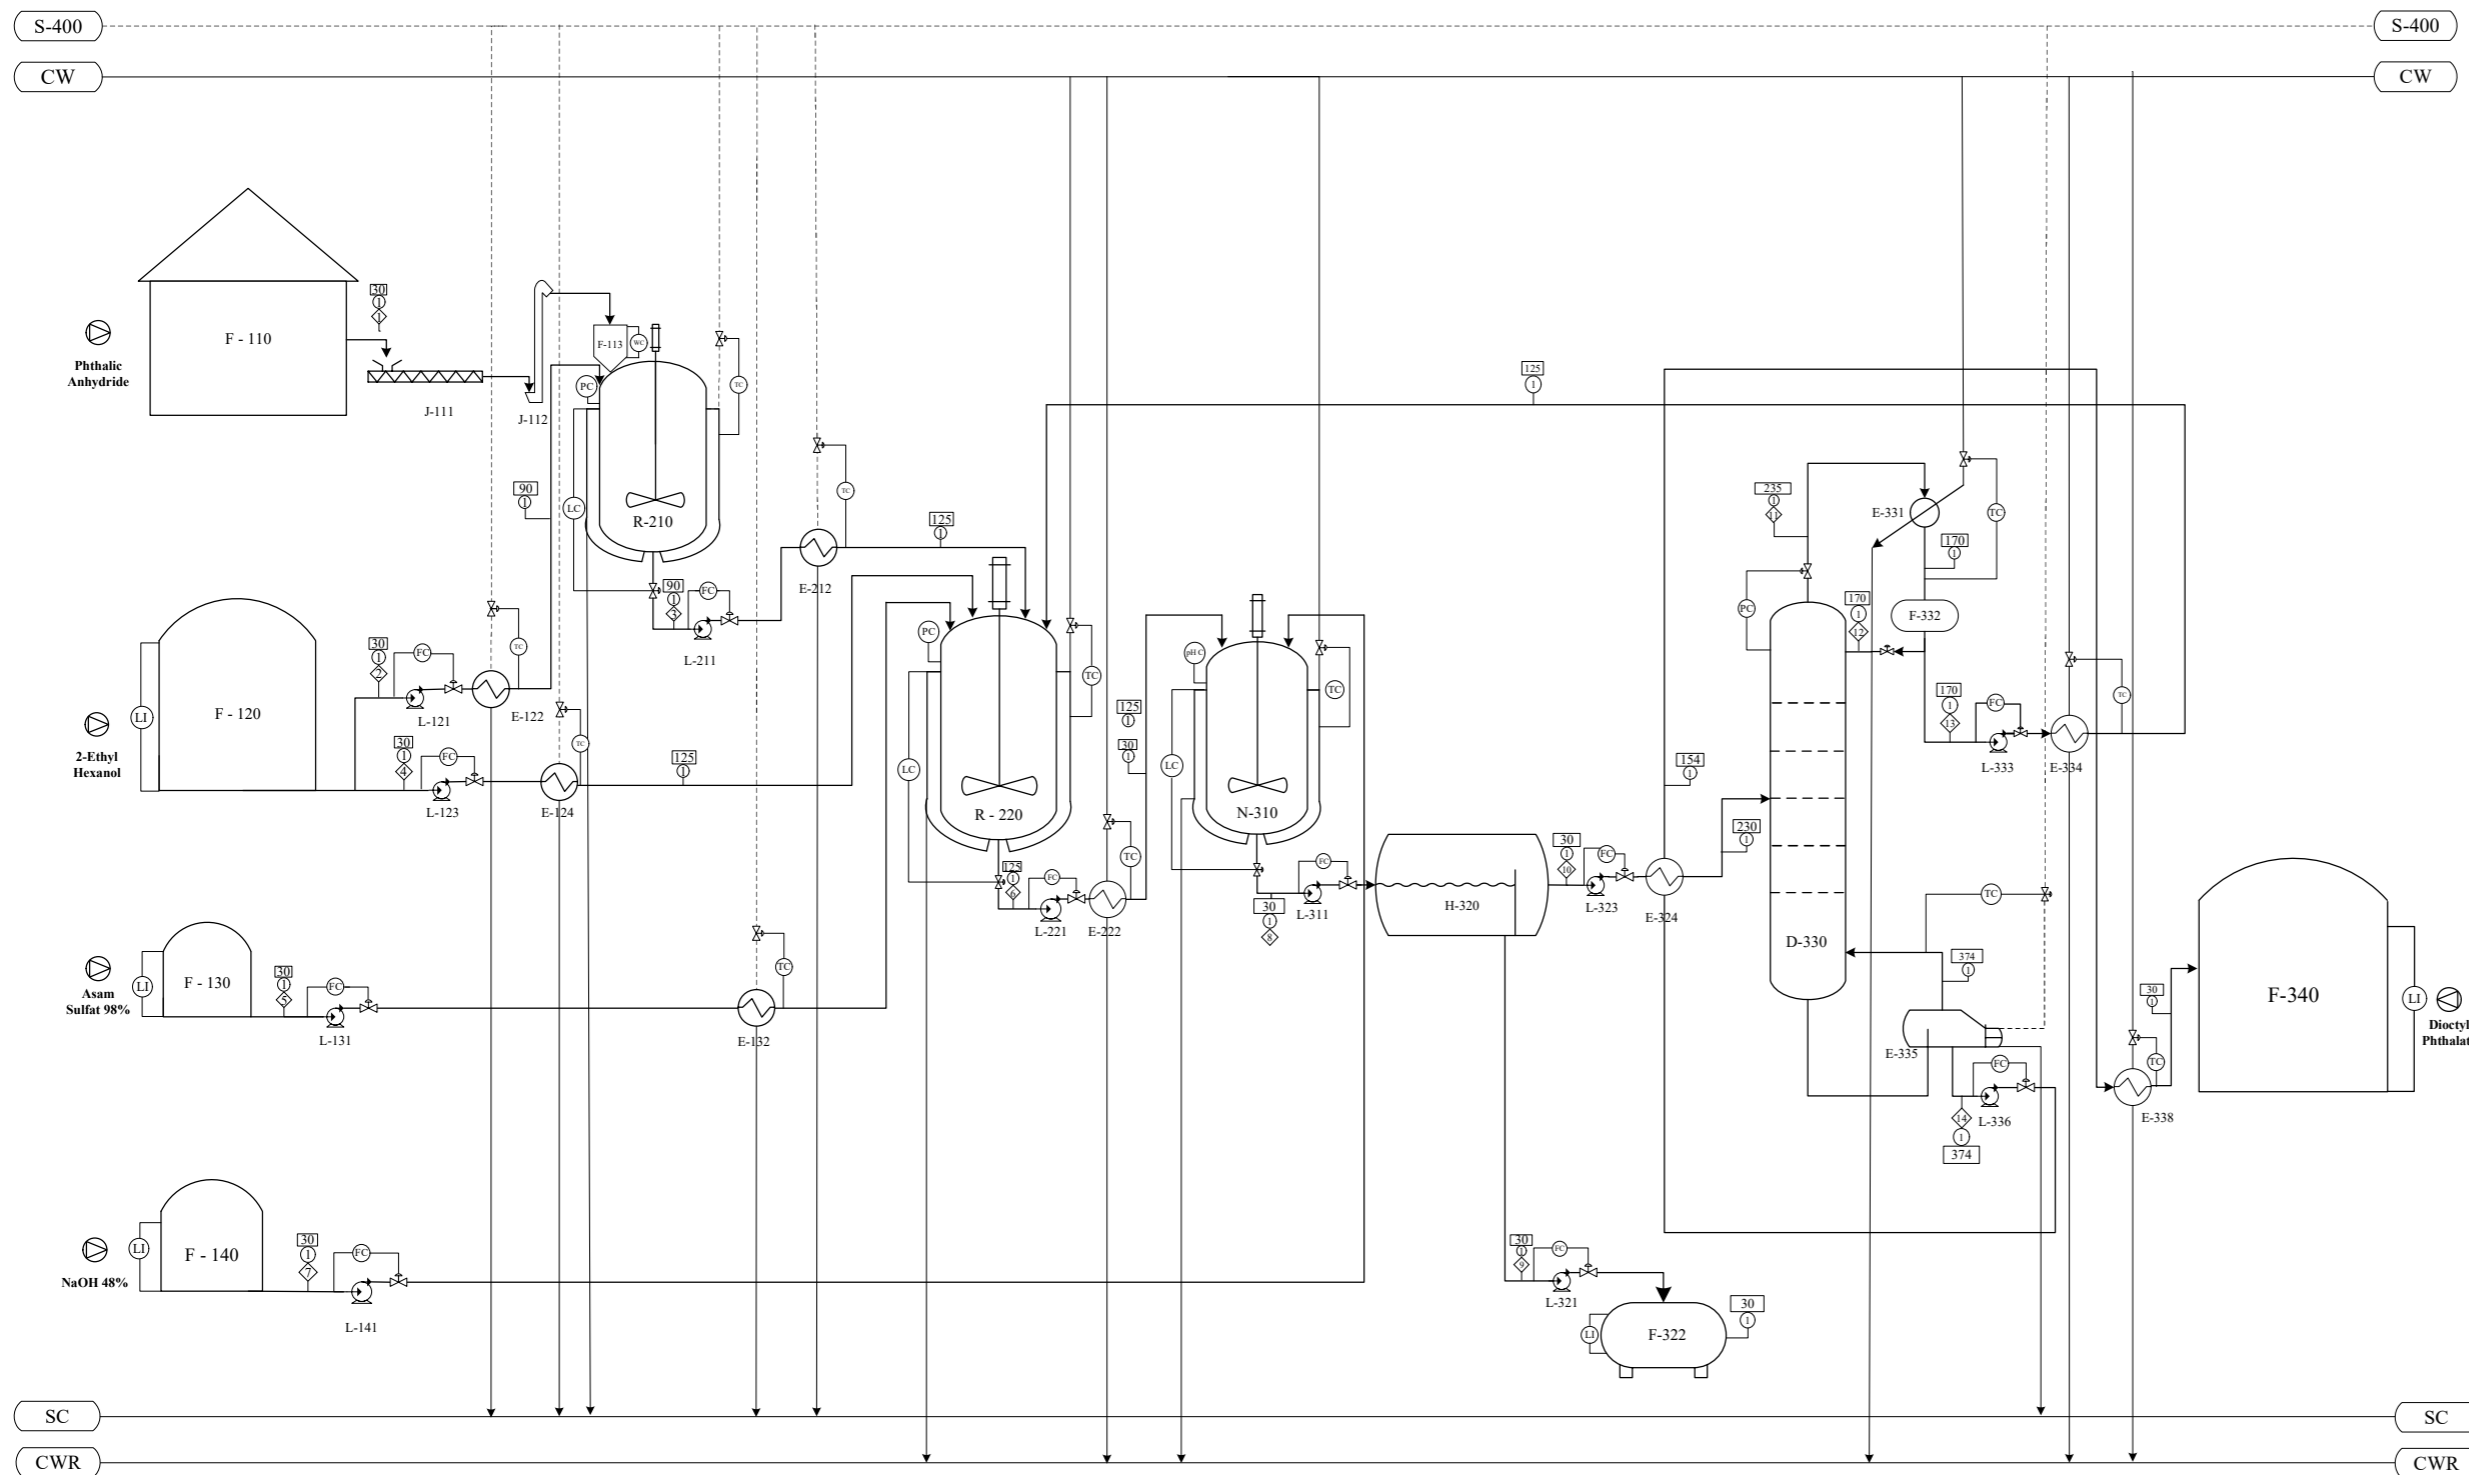 S-400
S-400
CW
CW
30
1
1
F - 110
Phthalic
Anhydride
J-111
J-112
F-113
WC
PC
TC
90
1
LC
R-210
TC
125
1
E-212
90
1
3
FC
L-211
125
1
235
1
11
E-331
TC
170
1
PC
170
1
12
F-332
LI
F - 120
2-Ethyl
Hexanol
30
1
2
FC
L-121
TC
E-122
30
1
4
FC
L-123
TC
E-124
125
1
PC
LC
TC
R - 220
125
1
6
FC
L-221
TC
E-222
125
1
30
1
pH C
LC
TC
N-310
30
1
8
FC
L-311
H-320
30
1
10
FC
L-323
E-324
154
1
230
1
D-330
170
1
13
FC
L-333
TC
E-334
TC
374
1
E-335
FC
L-336
14
1
374
30
1
TC
E-338
F-340
LI
Dioctyl
Phthalat
LI
F - 130
Asam
Sulfat 98%
30
1
5
FC
L-131
TC
E-132
LI
F - 140
NaOH 48%
30
1
7
FC
L-141
30
1
9
FC
L-321
LI
F-322
30
1
SC
SC
CWR
CWR